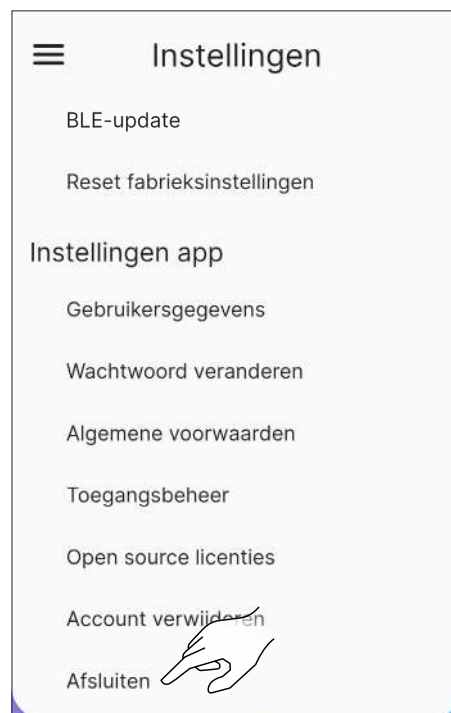 Instellingen
BLE-update
Reset fabrieksinstellingen
Instellingen app
Gebruikersgegevens
Wachtwoord veranderen
Algemene voorwaarden
Toegangsbeheer
Open source licenties
Account verwijderen
Afsluiten